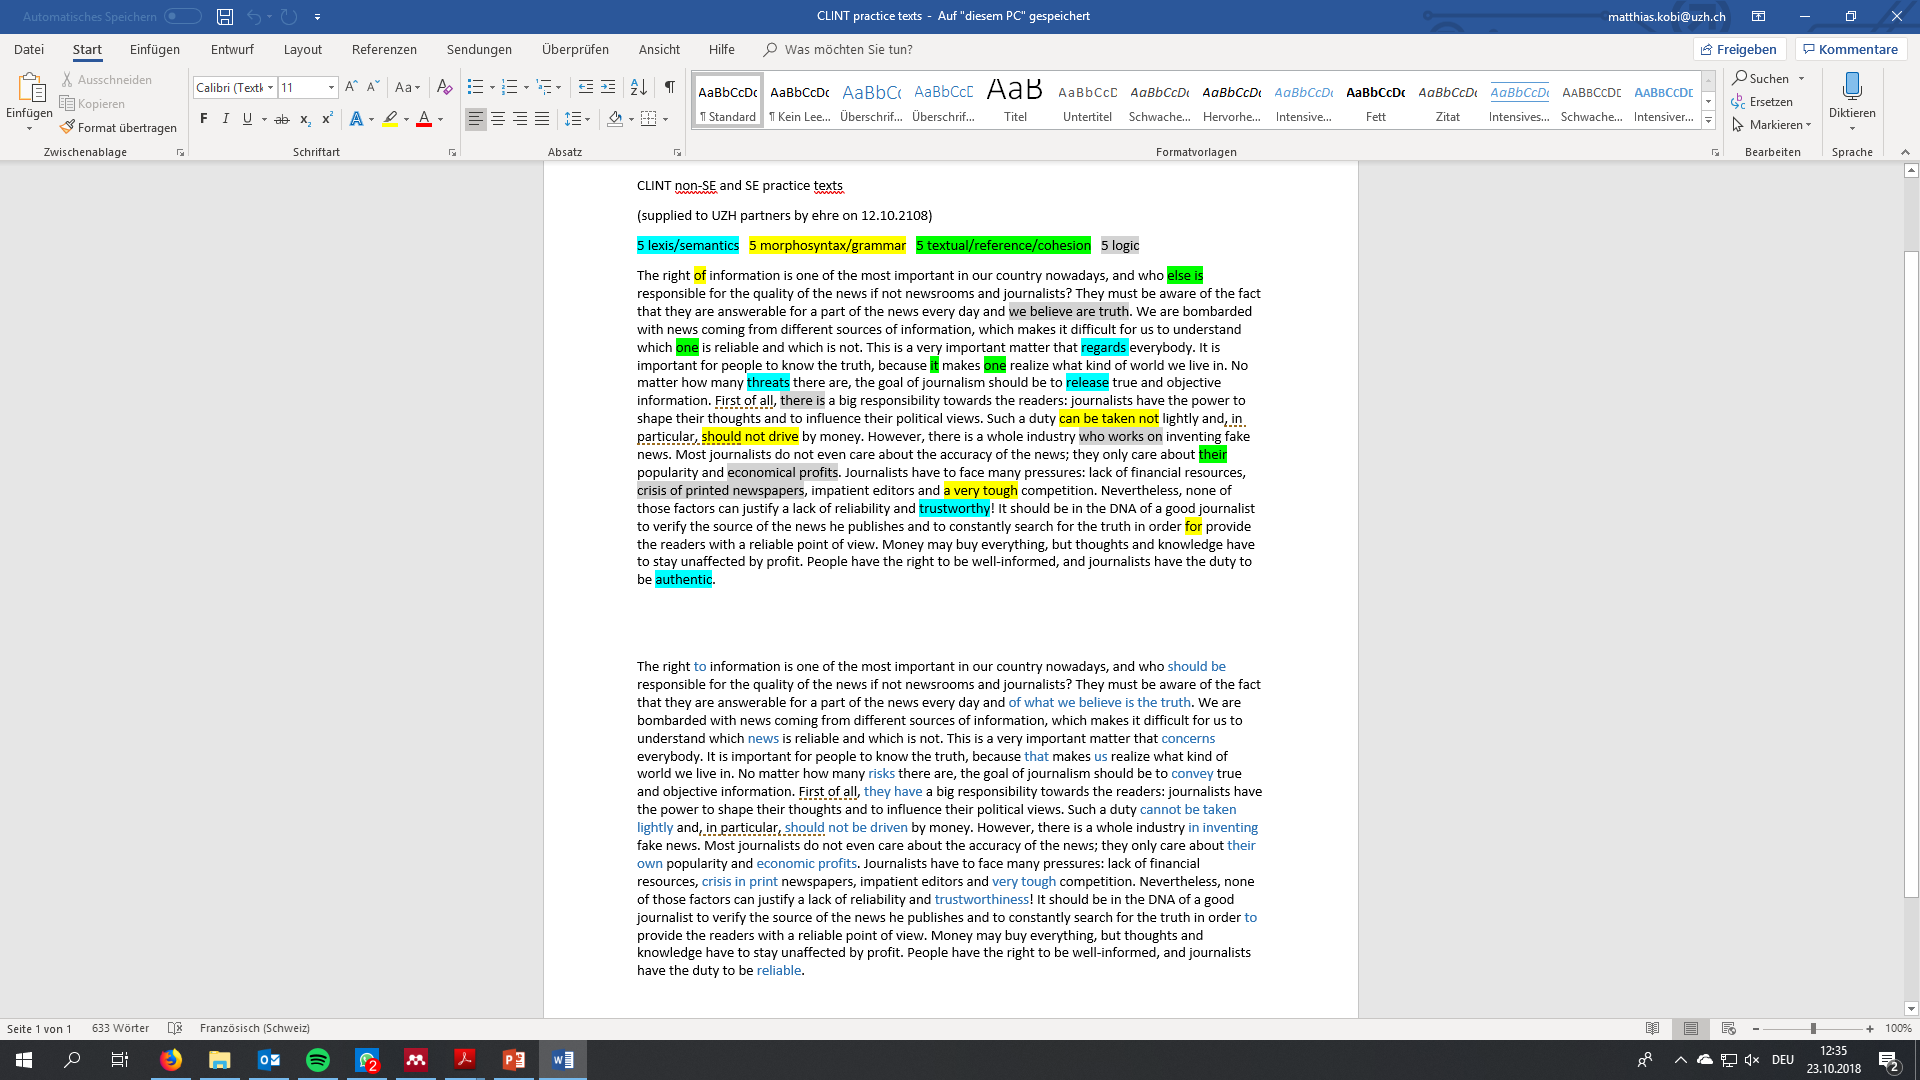 Automatisches Speichern
CLINT practice texts - Auf "diesem PC" gespeichert
matthias.kobi@uzh.ch
Datei Start Einfügen Entwurf Layout Referenzen Sendungen Überprüfen Ansicht Hilfe Was möchten Sie tun? Freigeben Kommentare
Einfügen
Ausschneiden
Kopieren
Format übertragen
Zwischenablage
Calibri (Textk 11
F K U ab x₂ x²
Schriftart
Absatz
AaBbCcDc AaBbCcDc AaBbCc AaBbCcD AaB AaBbCcD AaBbCcDc AaBbCcDc AaBbCcDc AaBbCcDc AaBbCcDc AaBbCcDc AaBbCcDc AaBbCcDc
¶ Standard ¶ Kein Lee... Überschrif... Überschrif... Titel Untertitel Schwache... Hervorhe... Intensive... Fett Zitat Intensives... Schwache... Intensiver...
Formatvorlagen
Suchen
Ersetzen
Markieren
Bearbeiten
Diktieren
Sprache
CLINT non-SE and SE practice texts
(supplied to UZH partners by ehre on 12.10.2108)
5 lexis/semantics 5 morphosyntax/grammar 5 textual/reference/cohesion 5 logic
The right of information is one of the most important in our country nowadays, and who else is
responsible for the quality of the news if not newsrooms and journalists? They must be aware of the fact
that they are answerable for a part of the news every day and we believe are truth. We are bombarded
with news coming from different sources of information, which makes it difficult for us to understand
which one is reliable and which is not. This is a very important matter that regards everybody. It is
important for people to know the truth, because it makes one realize what kind of world we live in. No
matter how many threats there are, the goal of journalism should be to release true and objective
information. First of all, there is a big responsibility towards the readers: journalists have the power to
shape their thoughts and to influence their political views. Such a duty can be taken not lightly and, in
particular, should not drive by money. However, there is a whole industry who works on inventing fake
news. Most journalists do not even care about the accuracy of the news; they only care about their
popularity and economical profits. Journalists have to face many pressures: lack of financial resources,
crisis of printed newspapers, impatient editors and a very tough competition. Nevertheless, none of
those factors can justify a lack of reliability and trustworthy! It should be in the DNA of a good journalist
to verify the source of the news he publishes and to constantly search for the truth in order for provide
the readers with a reliable point of view. Money may buy everything, but thoughts and knowledge have
to stay unaffected by profit. People have the right to be well-informed, and journalists have the duty to
be authentic.
The right to information is one of the most important in our country nowadays, and who should be
responsible for the quality of the news if not newsrooms and journalists? They must be aware of the fact
that they are answerable for a part of the news every day and of what we believe is the truth. We are
bombarded with news coming from different sources of information, which makes it difficult for us to
understand which news is reliable and which is not. This is a very important matter that concerns
everybody. It is important for people to know the truth, because that makes us realize what kind of
world we live in. No matter how many risks there are, the goal of journalism should be to convey true
and objective information. First of all, they have a big responsibility towards the readers: journalists have
the power to shape their thoughts and to influence their political views. Such a duty cannot be taken
lightly and, in particular, should not be driven by money. However, there is a whole industry in inventing
fake news. Most journalists do not even care about the accuracy of the news; they only care about their
own popularity and economic profits. Journalists have to face many pressures: lack of financial
resources, crisis in print newspapers, impatient editors and very tough competition. Nevertheless, none
of those factors can justify a lack of reliability and trustworthiness! It should be in the DNA of a good
journalist to verify the source of the news he publishes and to constantly search for the truth in order to
provide the readers with a reliable point of view. Money may buy everything, but thoughts and
knowledge have to stay unaffected by profit. People have the right to be well-informed, and journalists
have the duty to be reliable.
Seite 1 von 1 633 Wörter Französisch (Schweiz) 100%
2 DEU 12:35
23.10.2018 2